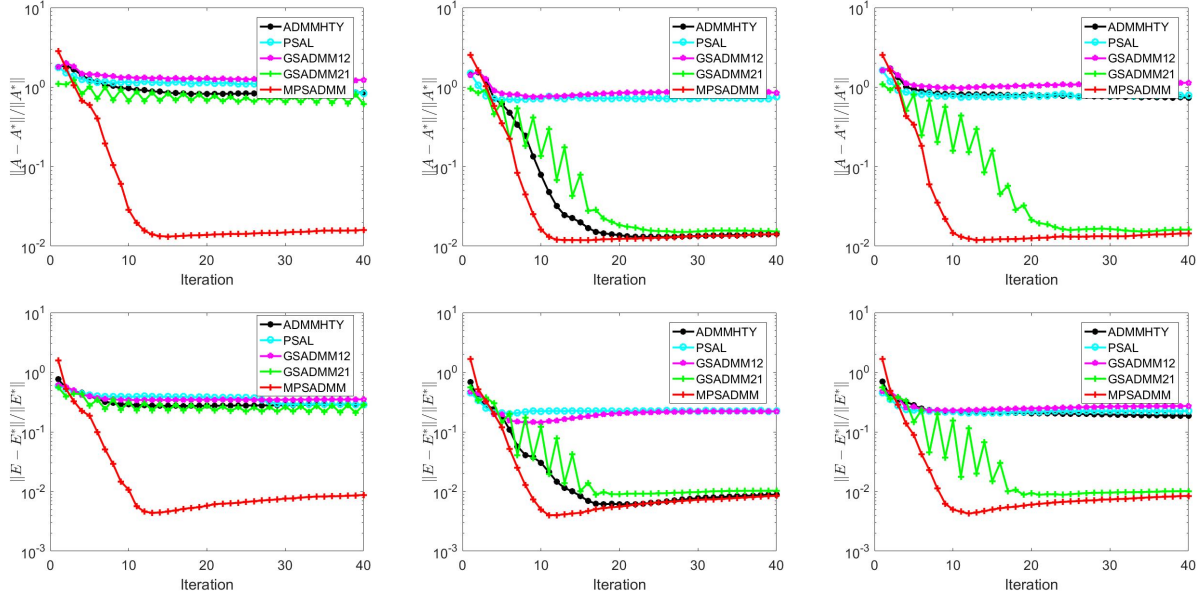 10^1
10^0
10^-1
10^-2
||A − A*||/||A*||
0 10 20 30 40
Iteration
ADMMHTY
PSAL
GSADMM12
GSADMM21
MPSADMM
10^1
10^0
10^-1
10^-2
||A − A*||/||A*||
0 10 20 30 40
Iteration
ADMMHTY
PSAL
GSADMM12
GSADMM21
MPSADMM
10^1
10^0
10^-1
10^-2
||A − A*||/||A*||
0 10 20 30 40
Iteration
ADMMHTY
PSAL
GSADMM12
GSADMM21
MPSADMM
10^1
10^0
10^-1
10^-2
10^-3
||E − E*||/||E*||
0 10 20 30 40
Iteration
ADMMHTY
PSAL
GSADMM12
GSADMM21
MPSADMM
10^1
10^0
10^-1
10^-2
10^-3
||E − E*||/||E*||
0 10 20 30 40
Iteration
ADMMHTY
PSAL
GSADMM12
GSADMM21
MPSADMM
10^1
10^0
10^-1
10^-2
10^-3
||E − E*||/||E*||
0 10 20 30 40
Iteration
ADMMHTY
PSAL
GSADMM12
GSADMM21
MPSADMM